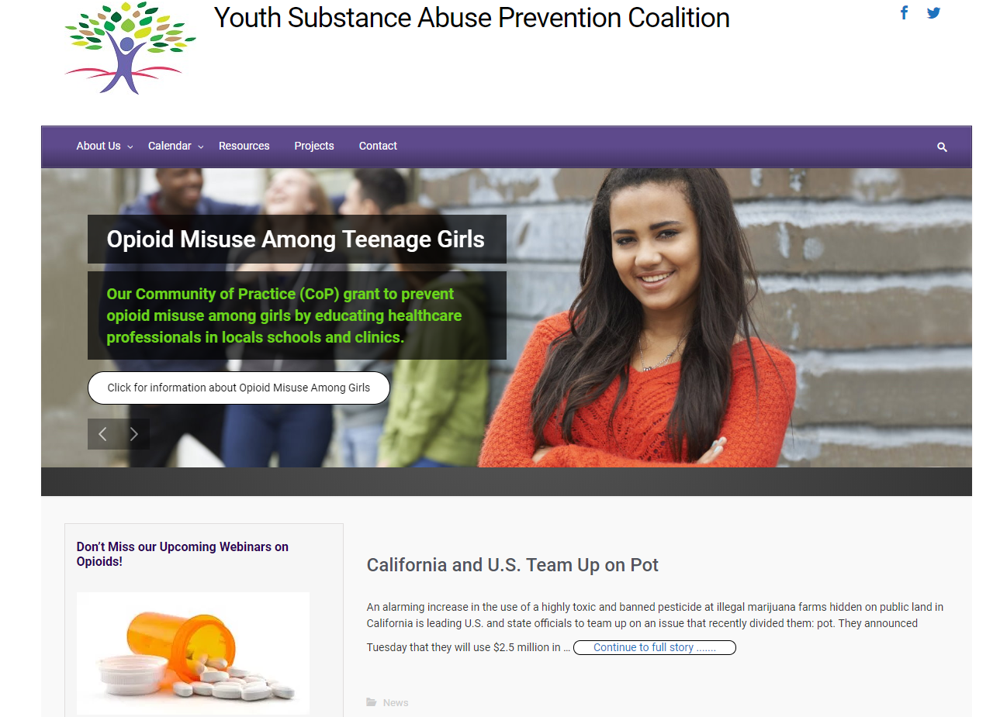 Youth Substance Abuse Prevention Coalition
About Us Calendar Resources Projects Contact
Opioid Misuse Among Teenage Girls
Our Community of Practice (CoP) grant to prevent
opioid misuse among girls by educating healthcare
professionals in locals schools and clinics.
Click for information about Opioid Misuse Among Girls
Don’t Miss our Upcoming Webinars on
Opioids!
California and U.S. Team Up on Pot
An alarming increase in the use of a highly toxic and banned pesticide at illegal marijuana farms hidden on public land in
California is leading U.S. and state officials to team up on an issue that recently divided them: pot. They announced
Tuesday that they will use $2.5 million in ... Continue to full story .......
News